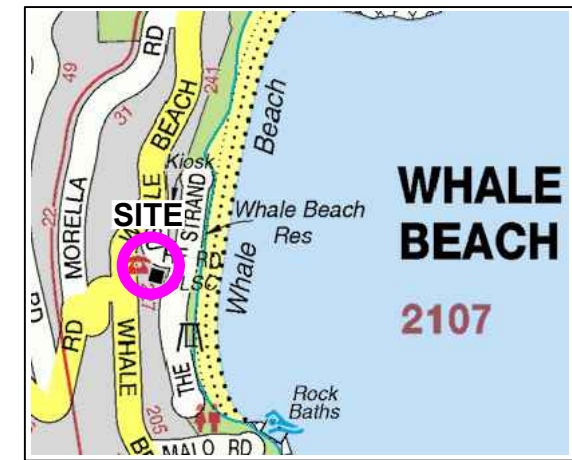 RD
49
31
22
MORELLA
RD
BEACH
241
Kiosk
SITE
STRAND
THE
WHALE
205
MALO RD
Whale Beach
Res
Beach
Whale
RD
LSC
Rock
Baths
WHALE
BEACH
2107